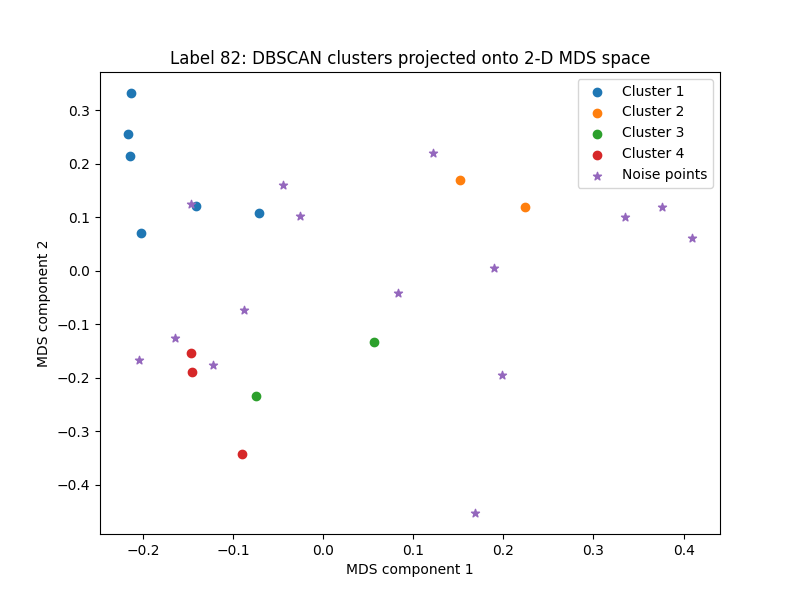 Label 82: DBSCAN clusters projected onto 2-D MDS space
Cluster 1
Cluster 2
Cluster 3
Cluster 4
Noise points
MDS component 2
0.3
0.2
0.1
0.0
−0.1
−0.2
−0.3
−0.4
−0.2 −0.1 0.0 0.1 0.2 0.3 0.4
MDS component 1